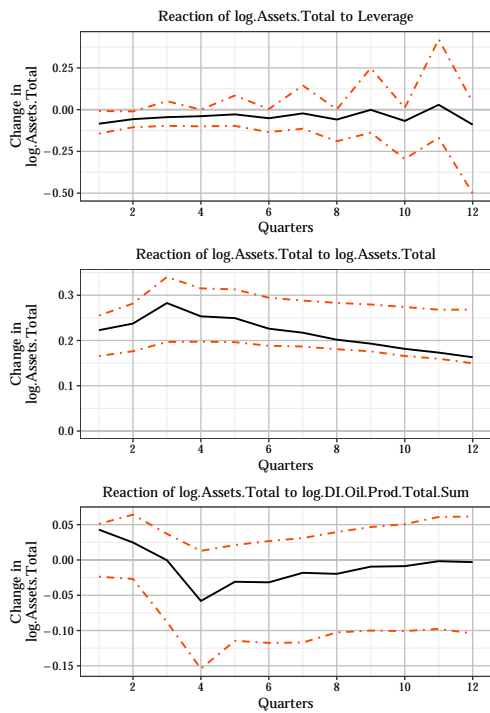 Reaction of log.Assets.Total to Leverage
Change in
log.Assets.Total
0.25
0.00
−0.25
−0.50
2 4 6 8 10 12
Quarters
Reaction of log.Assets.Total to log.Assets.Total
Change in
log.Assets.Total
0.3
0.2
0.1
0.0
2 4 6 8 10 12
Quarters
Reaction of log.Assets.Total to log.DI.Oil.Prod.Total.Sum
Change in
log.Assets.Total
0.05
0.00
−0.05
−0.10
−0.15
2 4 6 8 10 12
Quarters